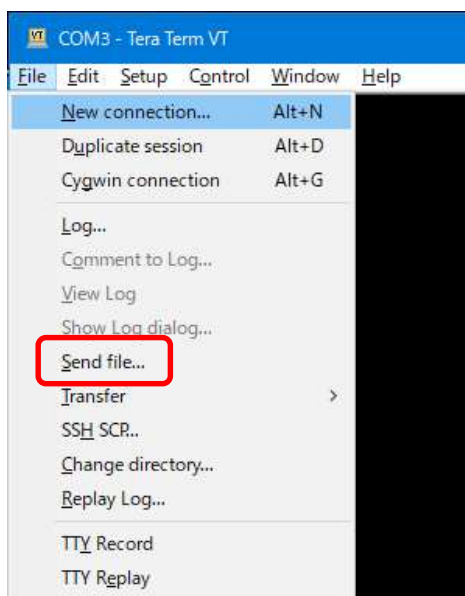 COM3 - Tera Term VT
File Edit Setup Control Window Help
New connection... Alt+N
Duplicate session Alt+D
Cygwin connection Alt+G
Log...
Comment to Log...
View Log
Show Log dialog...
Send file...
Transfer >
SSH SCP...
Change directory...
Replay Log...
TTY Record
TTY Replay